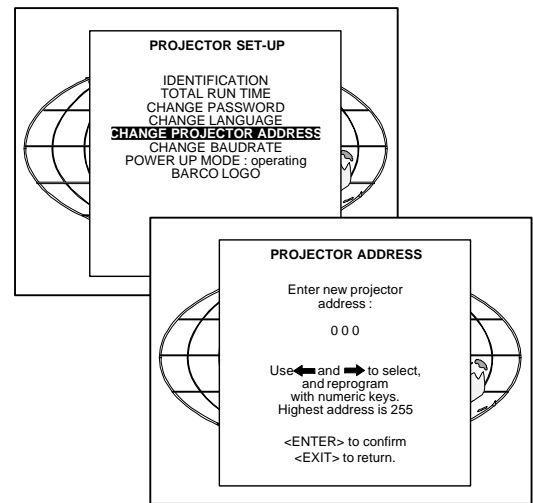 PROJECTOR SET-UP
IDENTIFICATION
TOTAL RUN TIME
CHANGE PASSWORD
CHANGE LANGUAGE
CHANGE PROJECTOR ADDRESS
CHANGE BAUDRATE
POWER UP MODE : operating
BARCO LOGO
PROJECTOR ADDRESS
Enter new projector
address :
0 0 0
Use and to select,
and reprogram
with numeric keys.
Highest address is 255
<ENTER> to confirm
<EXIT> to return.